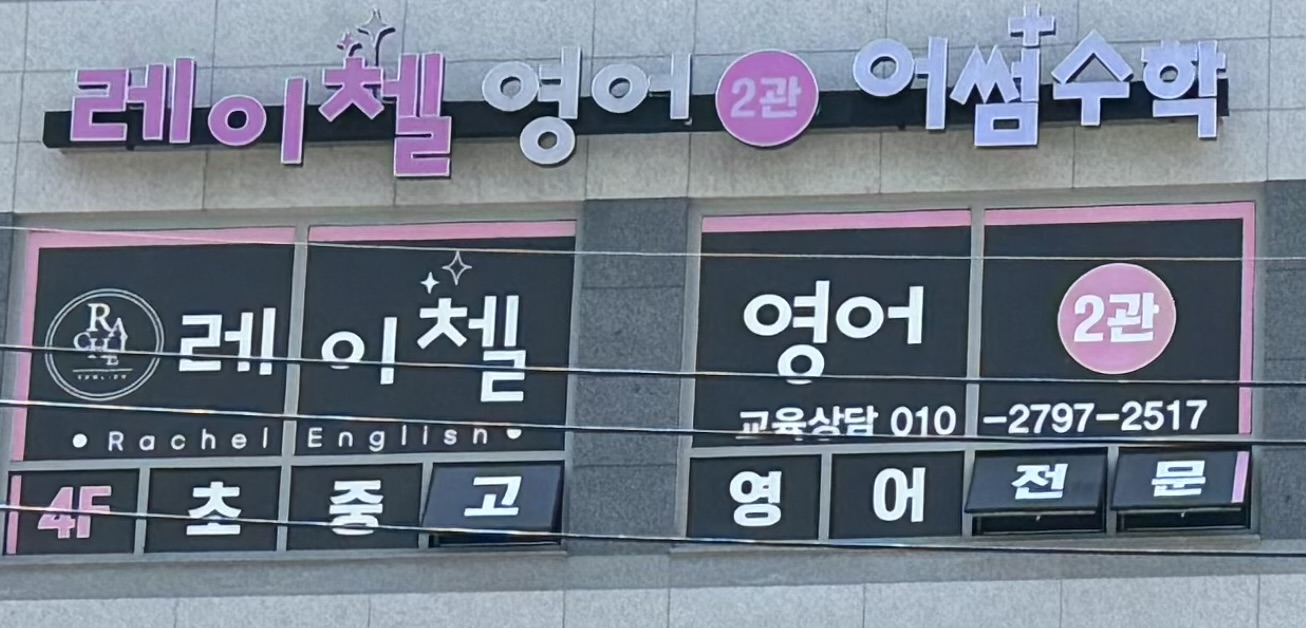 레이첼 영어 2관 어썸수학
RACHEL
레이첼 영어 2관
Rachel English
교육상담 010-2797-2517
4F 초중고 영어전문